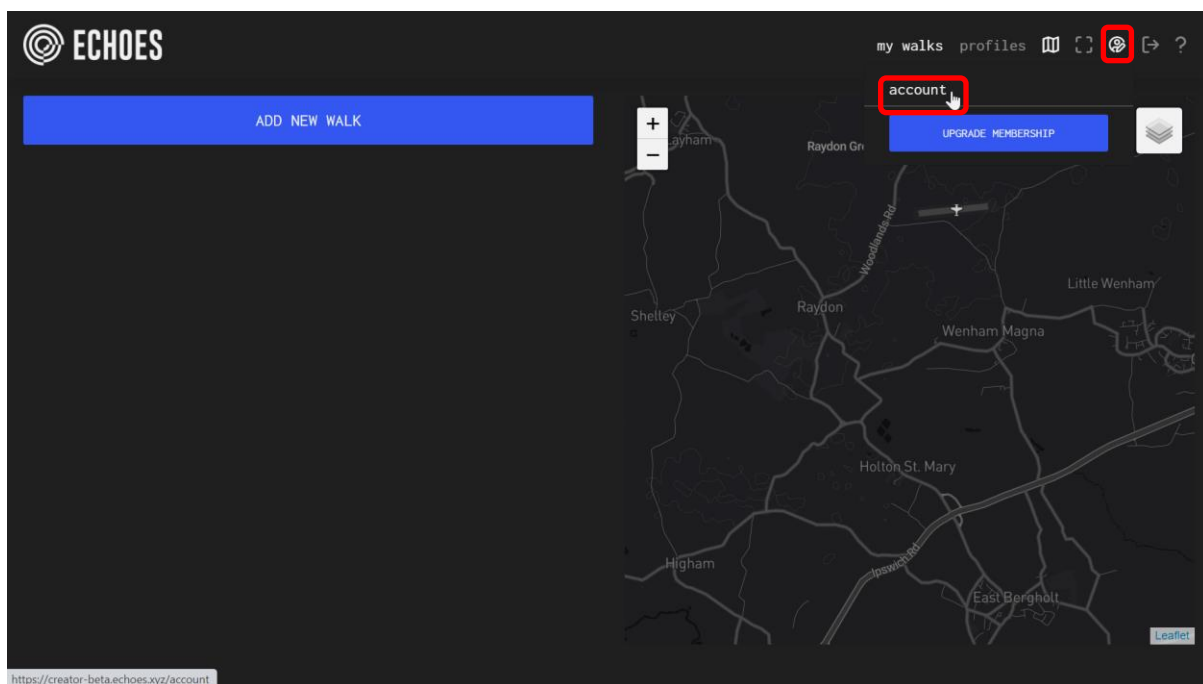 ECHOES
my walks profiles ?
account
ADD NEW WALK
UPGRADE MEMBERSHIP
+
−
Raydon Gr
Woodlands Rd
Little Wenham
Raydon
Shelley
Wenham Magna
Holton St. Mary
Ipswich Rd
Higham
East Bergholt
Leaflet
https://creator-beta.echoes.xyz/account